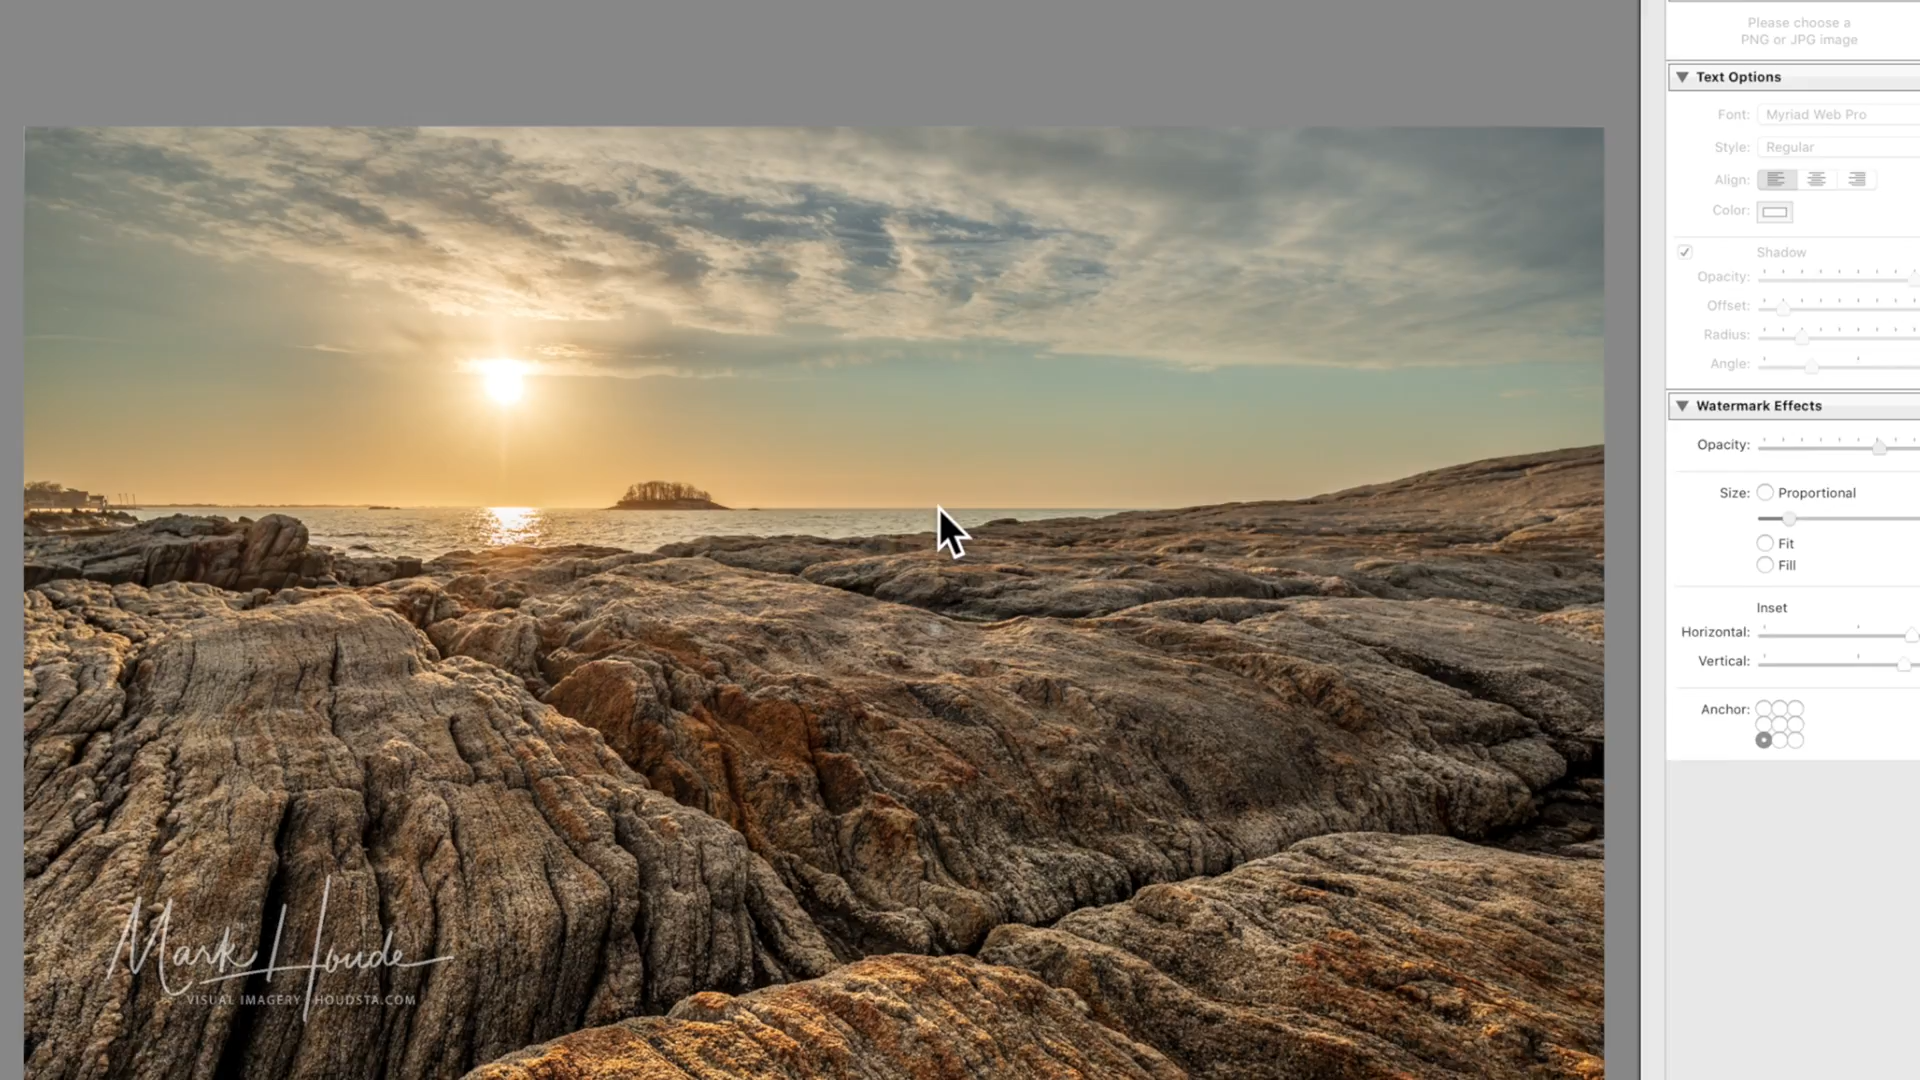 Please choose a
PNG or JPG image
Text Options
Font: Myriad Web Pro
Style: Regular
Align:
Color:
Shadow
Opacity:
Offset:
Radius:
Angle:
Watermark Effects
Opacity:
Size: Proportional
Fit
Fill
Inset
Horizontal:
Vertical:
Anchor:
Mark Houde
VISUAL IMAGERY HOUDSTA.COM